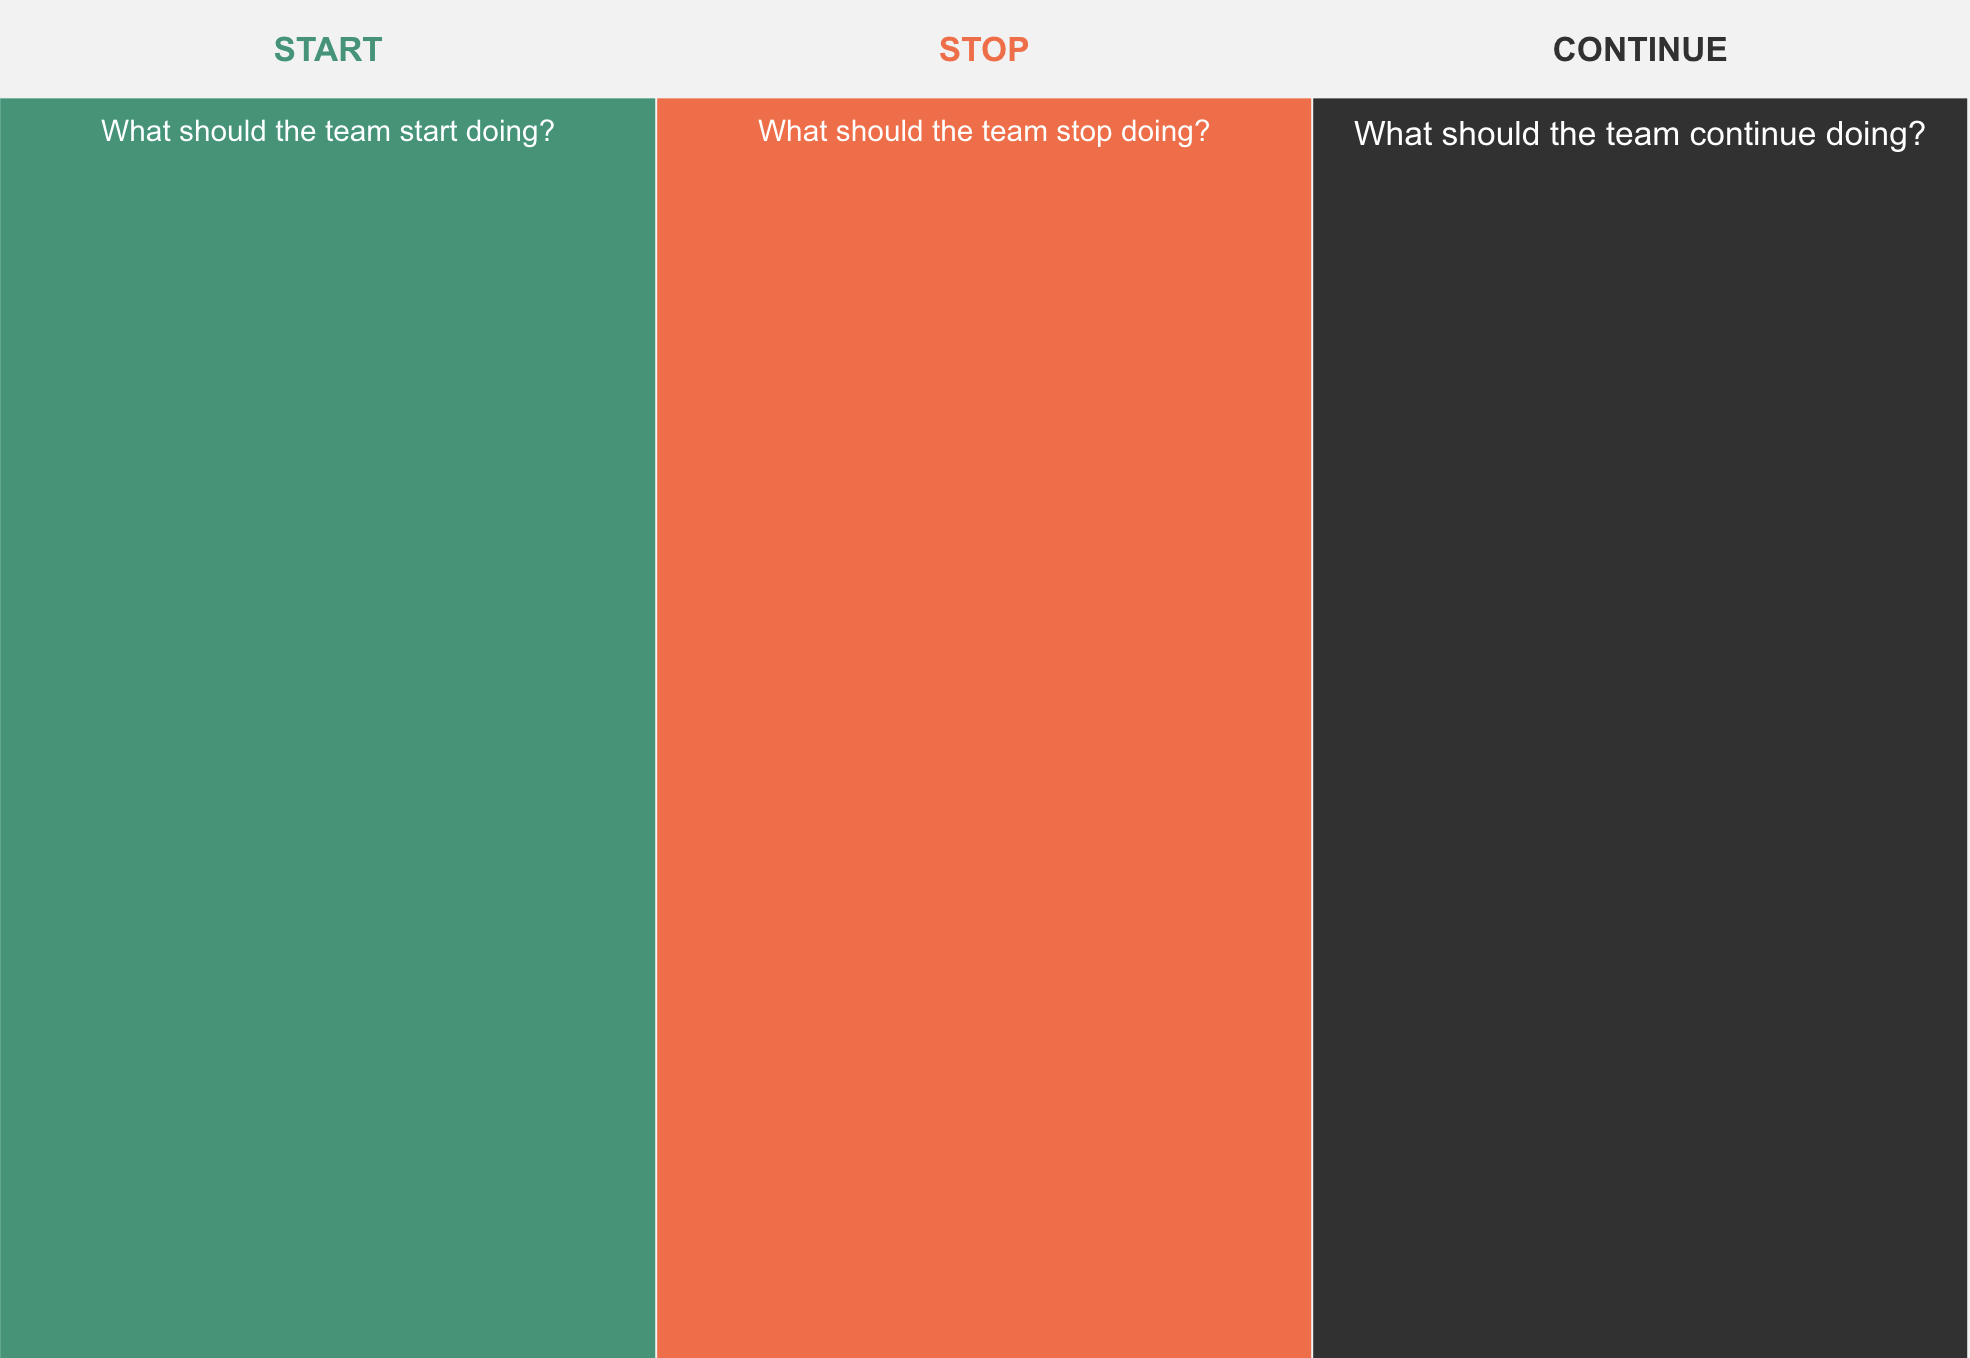 START
STOP
CONTINUE
What should the team start doing?
What should the team stop doing?
What should the team continue doing?